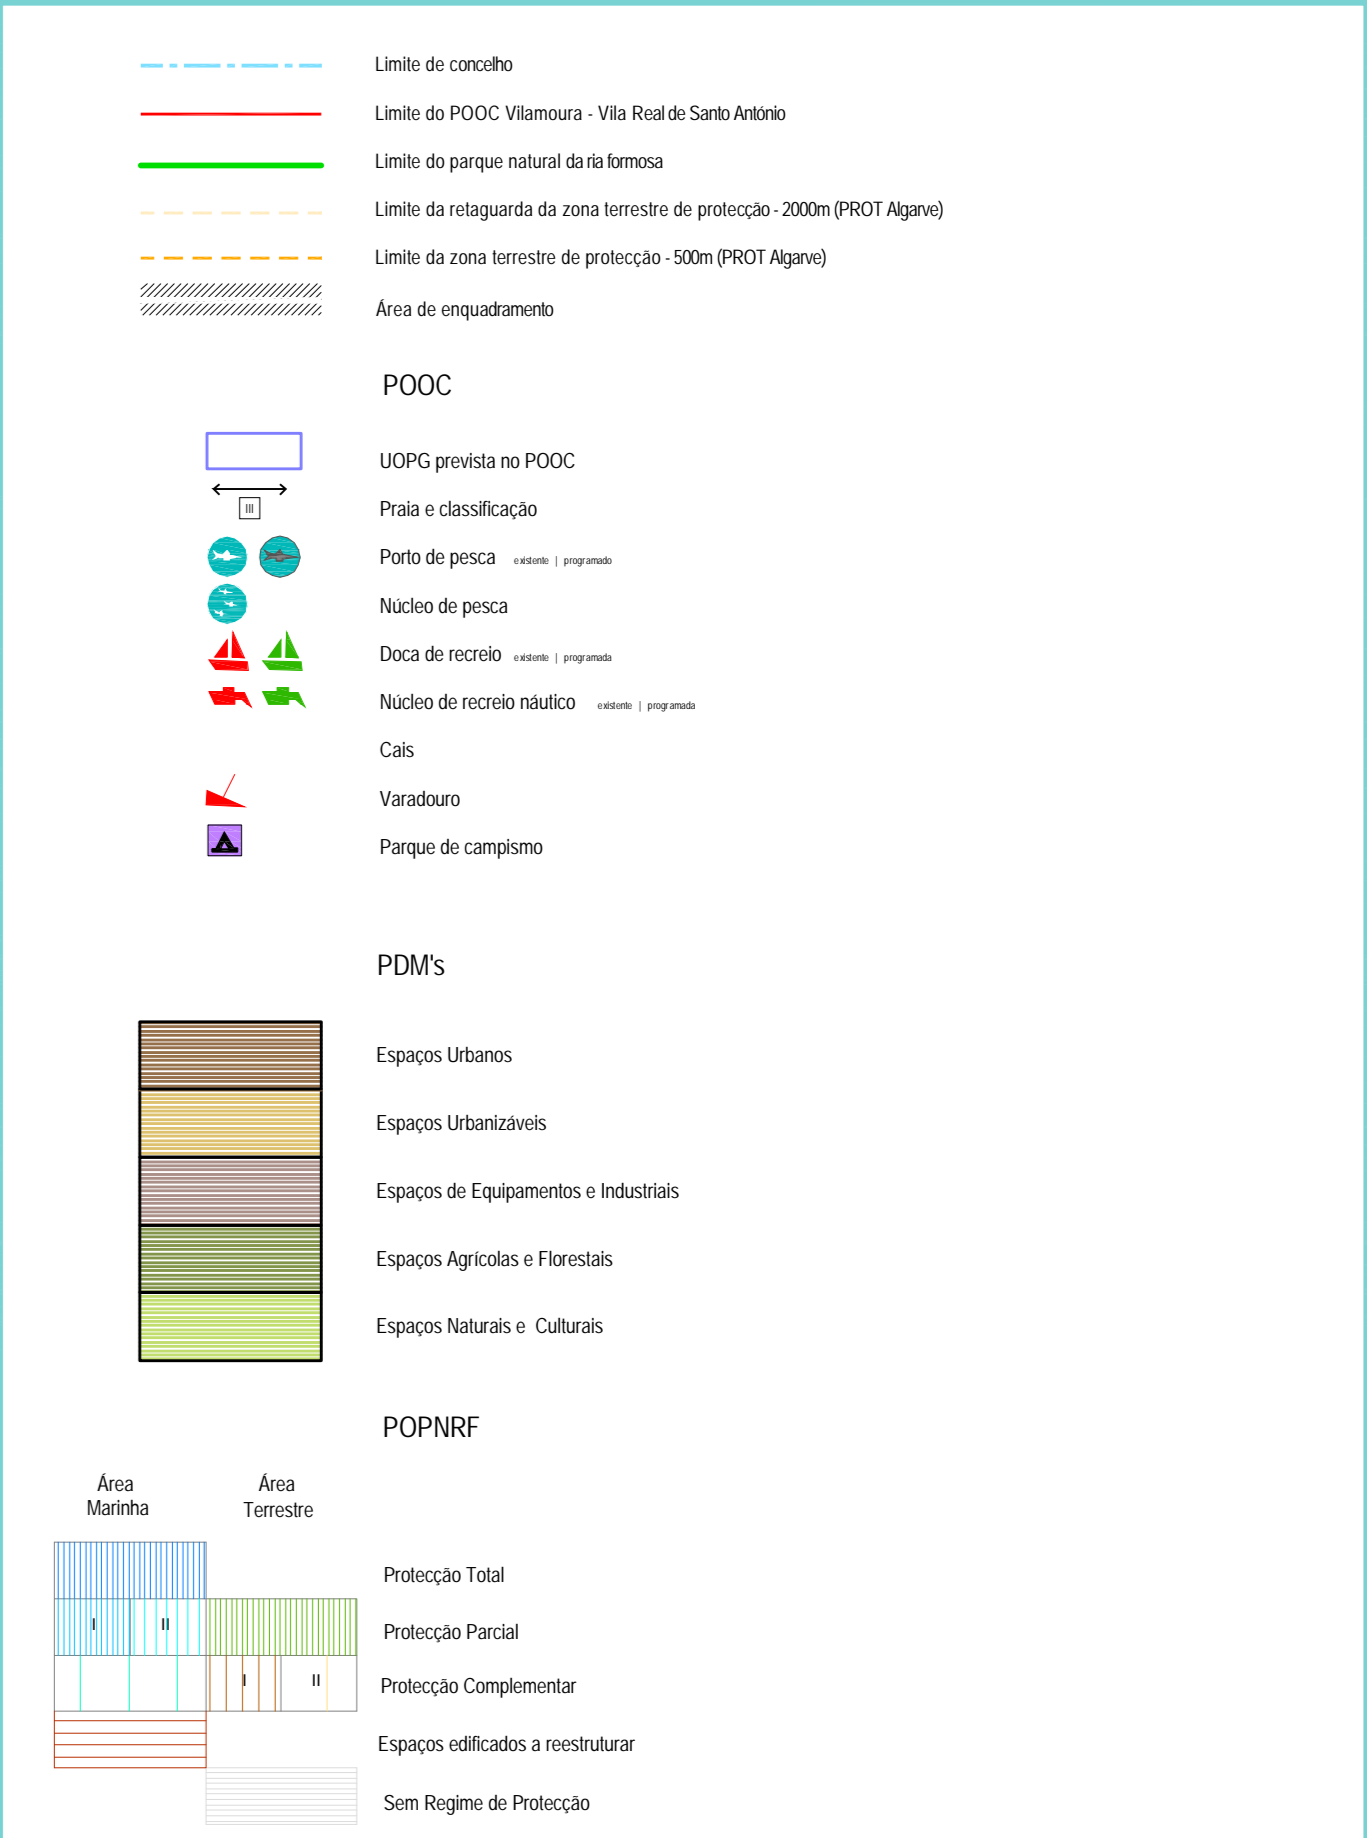 Limite de concelho
Limite do POOC Vilamoura - Vila Real de Santo António
Limite do parque natural da ria formosa
Limite da retaguarda da zona terrestre de protecção - 2000m (PROT Algarve)
Limite da zona terrestre de protecção - 500m (PROT Algarve)
Área de enquadramento
POOC
UOPG prevista no POOC
III Praia e classificação
Porto de pesca existente | programado
Núcleo de pesca
Doca de recreio existente | programada
Núcleo de recreio náutico existente | programada
Cais
Varadouro
Parque de campismo
PDM's
Espaços Urbanos
Espaços Urbanizáveis
Espaços de Equipamentos e Industriais
Espaços Agrícolas e Florestais
Espaços Naturais e Culturais
POPNRF
Área Marinha
Área Terrestre
Protecção Total
I II Protecção Parcial
I II Protecção Complementar
Espaços edificados a reestruturar
Sem Regime de Protecção